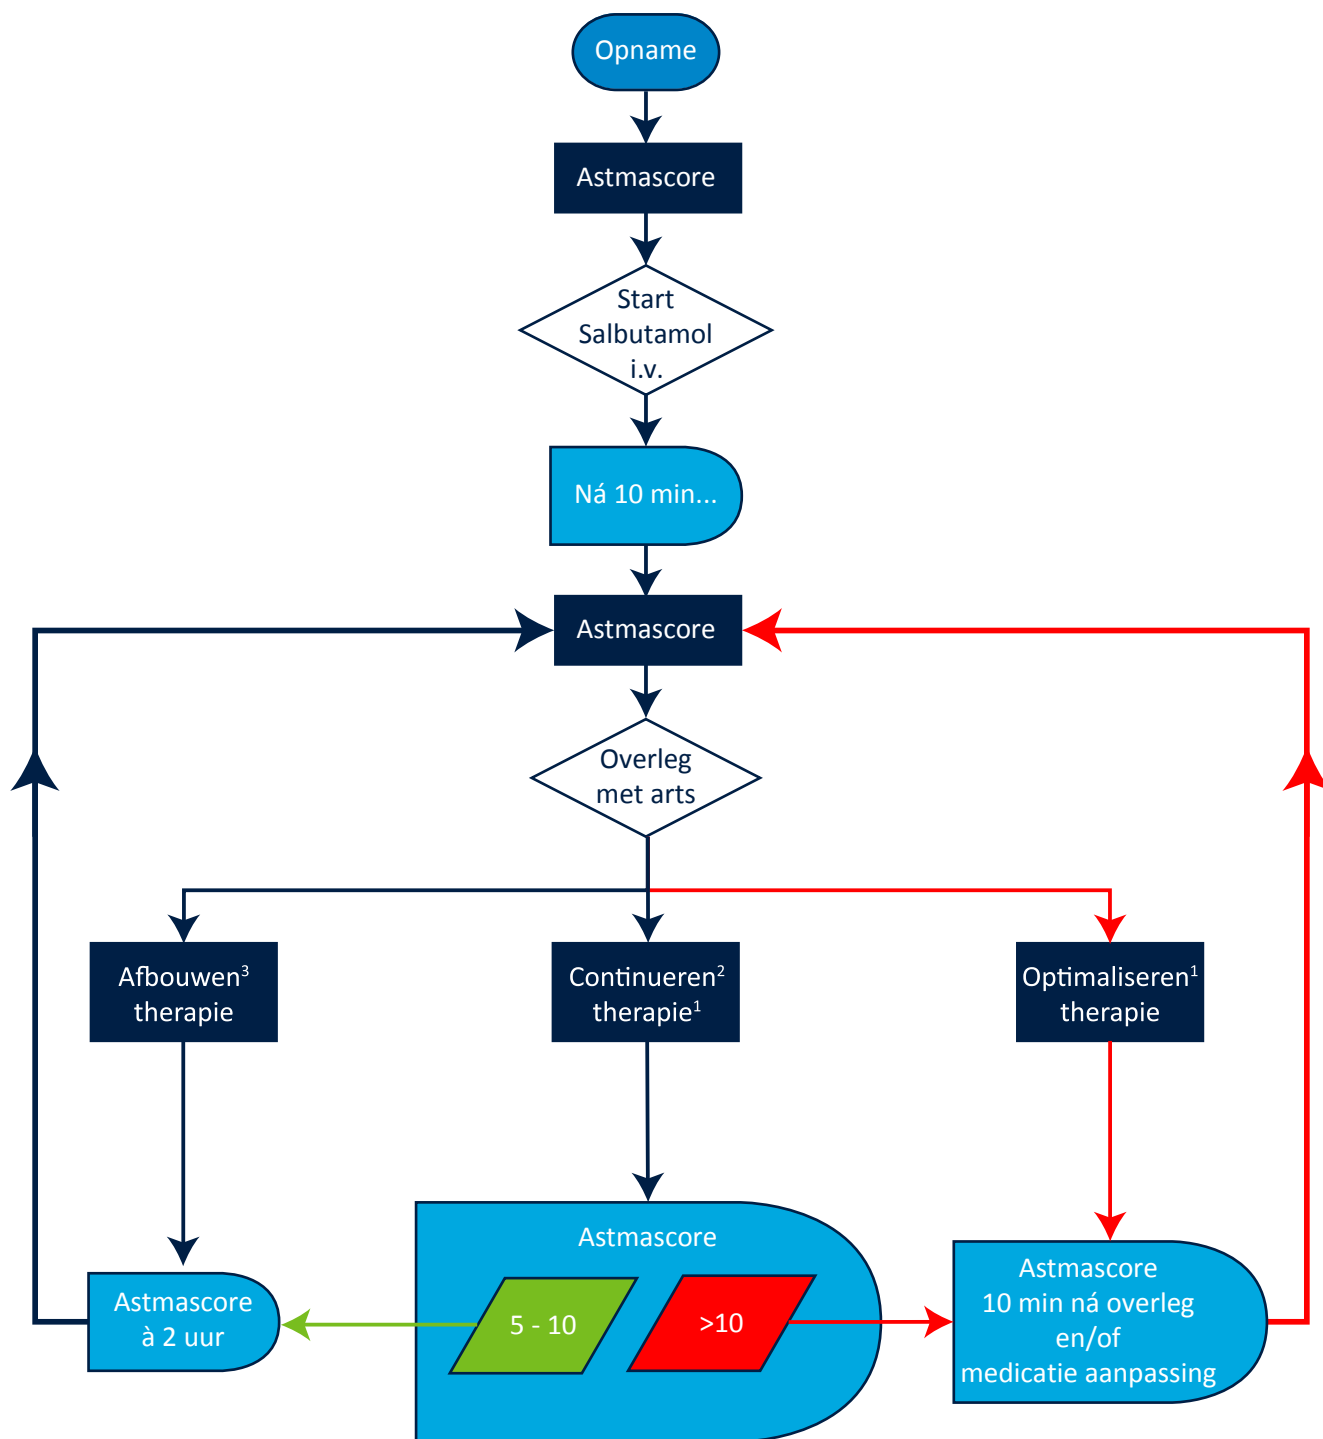 Opname
Astmascore
Start
Salbutamol
i.v.
Ná 10 min...
Astmascore
Overleg
met arts
Afbouwen³
therapie
Continueren²
therapie¹
Optimaliseren¹
therapie
Astmascore
à 2 uur
Astmascore
5 - 10
>10
Astmascore
10 min ná overleg
en/of
medicatie aanpassing